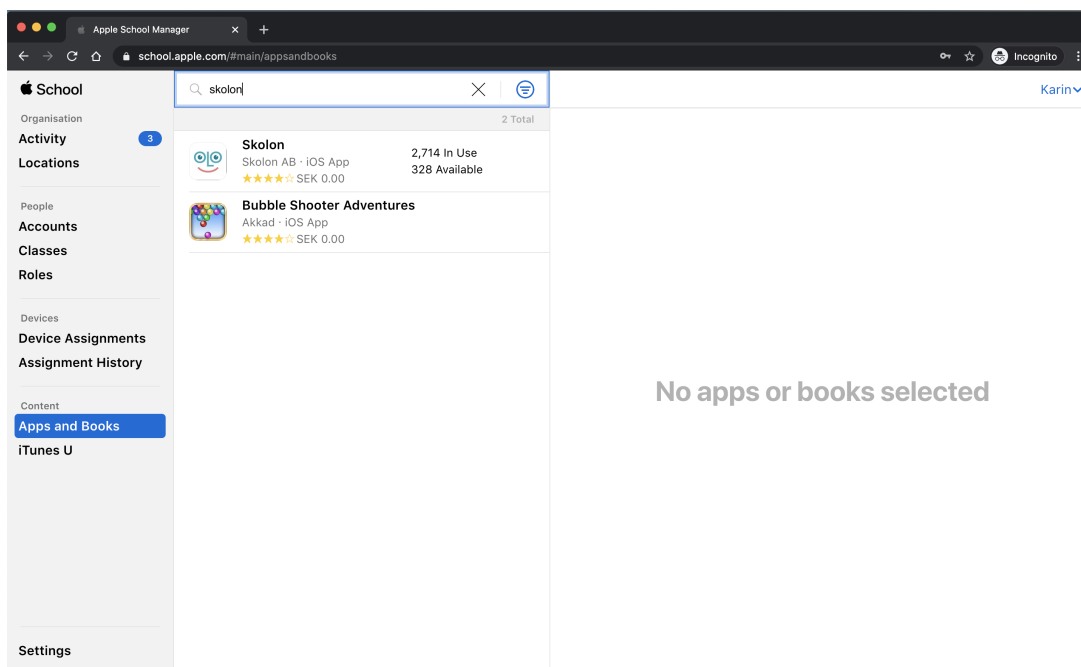 Apple School Manager
school.apple.com/#main/appsandbooks
Incognito
School
Organisation
Activity
3
Locations
People
Accounts
Classes
Roles
Devices
Device Assignments
Assignment History
Content
Apps and Books
iTunes U
Settings
skolon
2 Total
Skolon
Skolon AB · iOS App
SEK 0.00
2,714 In Use
328 Available
Bubble Shooter Adventures
Akkad · iOS App
SEK 0.00
Karin
No apps or books selected